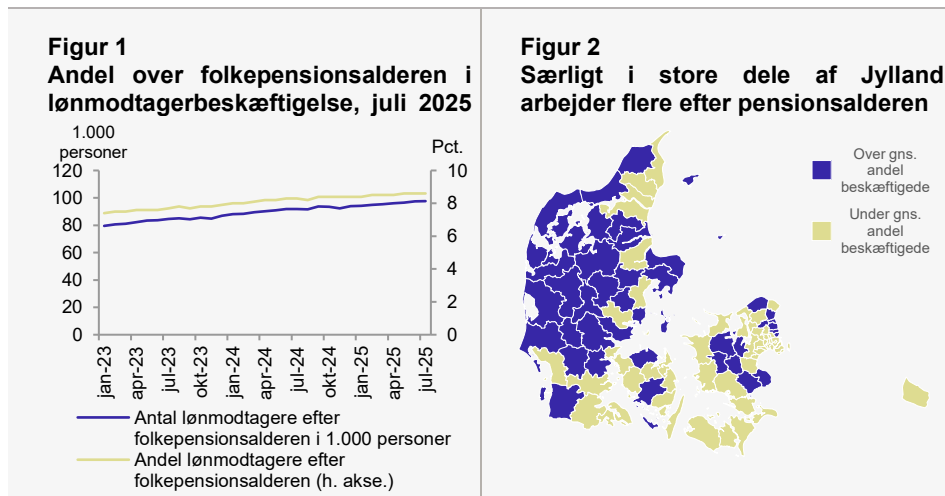 Figur 1
Andel over folkepensionsalderen i
lønmodtagerbeskæftigelse, juli 2025
1.000
personer
Pct.
120
100
80
60
40
20
0
10
8
6
4
2
0
jan-23
apr-23
jul-23
okt-23
jan-24
apr-24
jul-24
okt-24
jan-25
apr-25
jul-25
Antal lønmodtagere efter
folkepensionsalderen i 1.000 personer
Andel lønmodtagere efter
folkepensionsalderen (h. akse.)
Figur 2
Særligt i store dele af Jylland
arbejder flere efter pensionsalderen
Over gns.
andel
beskæftigede
Under gns.
andel
beskæftigede